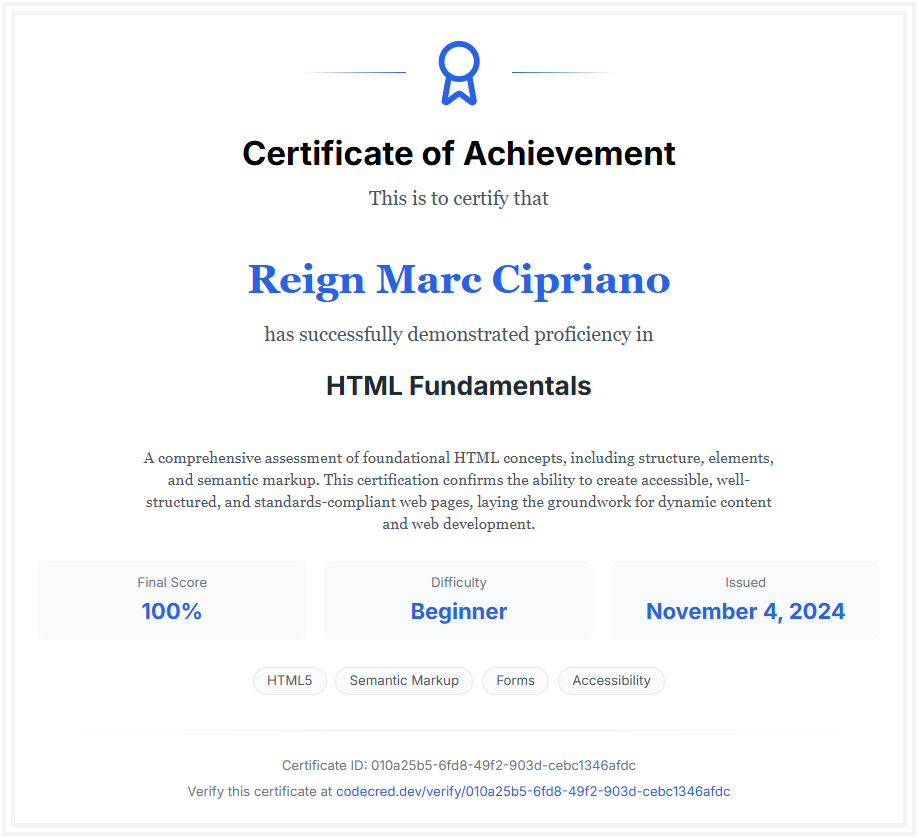 Certificate of Achievement
This is to certify that
Reign Marc Cipriano
has successfully demonstrated proficiency in
HTML Fundamentals
A comprehensive assessment of foundational HTML concepts, including structure, elements,
and semantic markup. This certification confirms the ability to create accessible, well-
structured, and standards-compliant web pages, laying the groundwork for dynamic content
and web development.
Final Score
100%
Difficulty
Beginner
Issued
November 4, 2024
HTML5
Semantic Markup
Forms
Accessibility
Certificate ID: 010a25b5-6fd8-49f2-903d-cebc1346afdc
Verify this certificate at codecred.dev/verify/010a25b5-6fd8-49f2-903d-cebc1346afdc